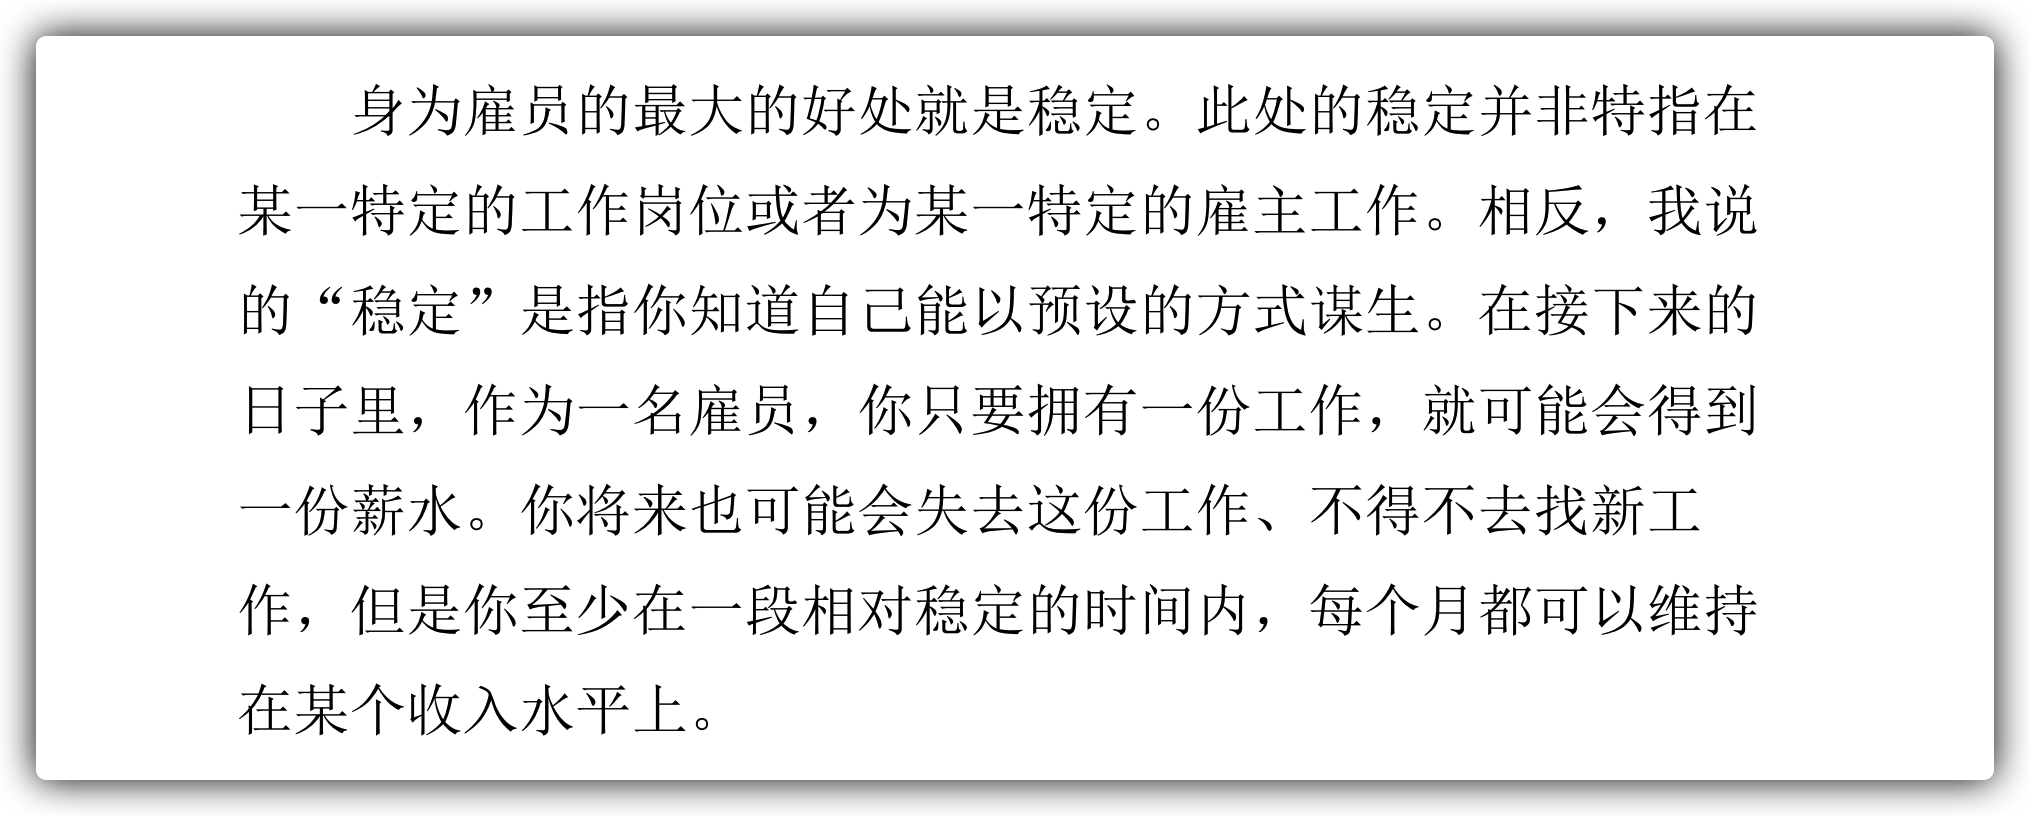 身为雇员的最大的好处就是稳定。此处的稳定并非特指在
某一特定的工作岗位或者为某一特定的雇主工作。相反，我说
的“稳定”是指你知道自己能以预设的方式谋生。在接下来的
日子里，作为一名雇员，你只要拥有一份工作，就可能会得到
一份薪水。你将来也可能会失去这份工作、不得不去找新工
作，但是你至少在一段相对稳定的时间内，每个月都可以维持
在某个收入水平上。